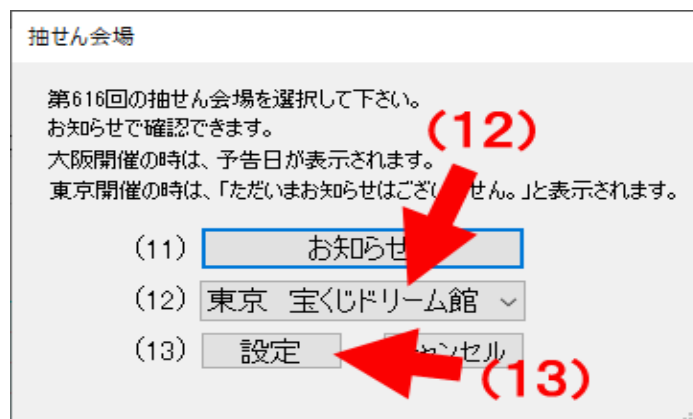 抽せん会場
第616回の抽せん会場を選択して下さい。
お知らせで確認できます。
(12)
大阪開催の時は、予告日が表示されます。
東京開催の時は、「ただいまお知らせはござい せん。」と表示されます。
(11) お知らせ
(12) 東京 宝くじドリーム館
(13) 設定 ャンセル
(13)